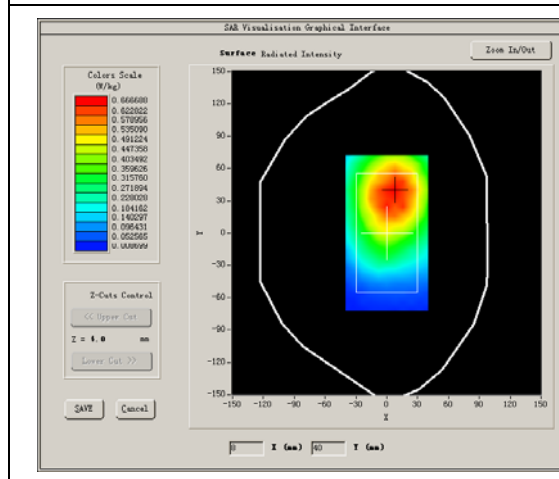 SAR Visualisation Graphical Interface
Surface Radiated Intensity
Zoom In/Out
Colors Scale
(W/kg)
0.666688
0.622822
0.578956
0.535090
0.491224
0.447358
0.403492
0.359626
0.315760
0.271894
0.228028
0.184162
0.140297
0.096431
0.052565
0.008699
150
120
90
60
30
Y
0
-30
-60
-90
-120
-150
-150 -120 -90 -60 -30 0 30 60 90 120 150
X
Z-Cuts Control
<< Upper Cut
Z = 4.0 mm
Lower Cut >>
SAVE Cancel
8 X (mm) 40 Y (mm)